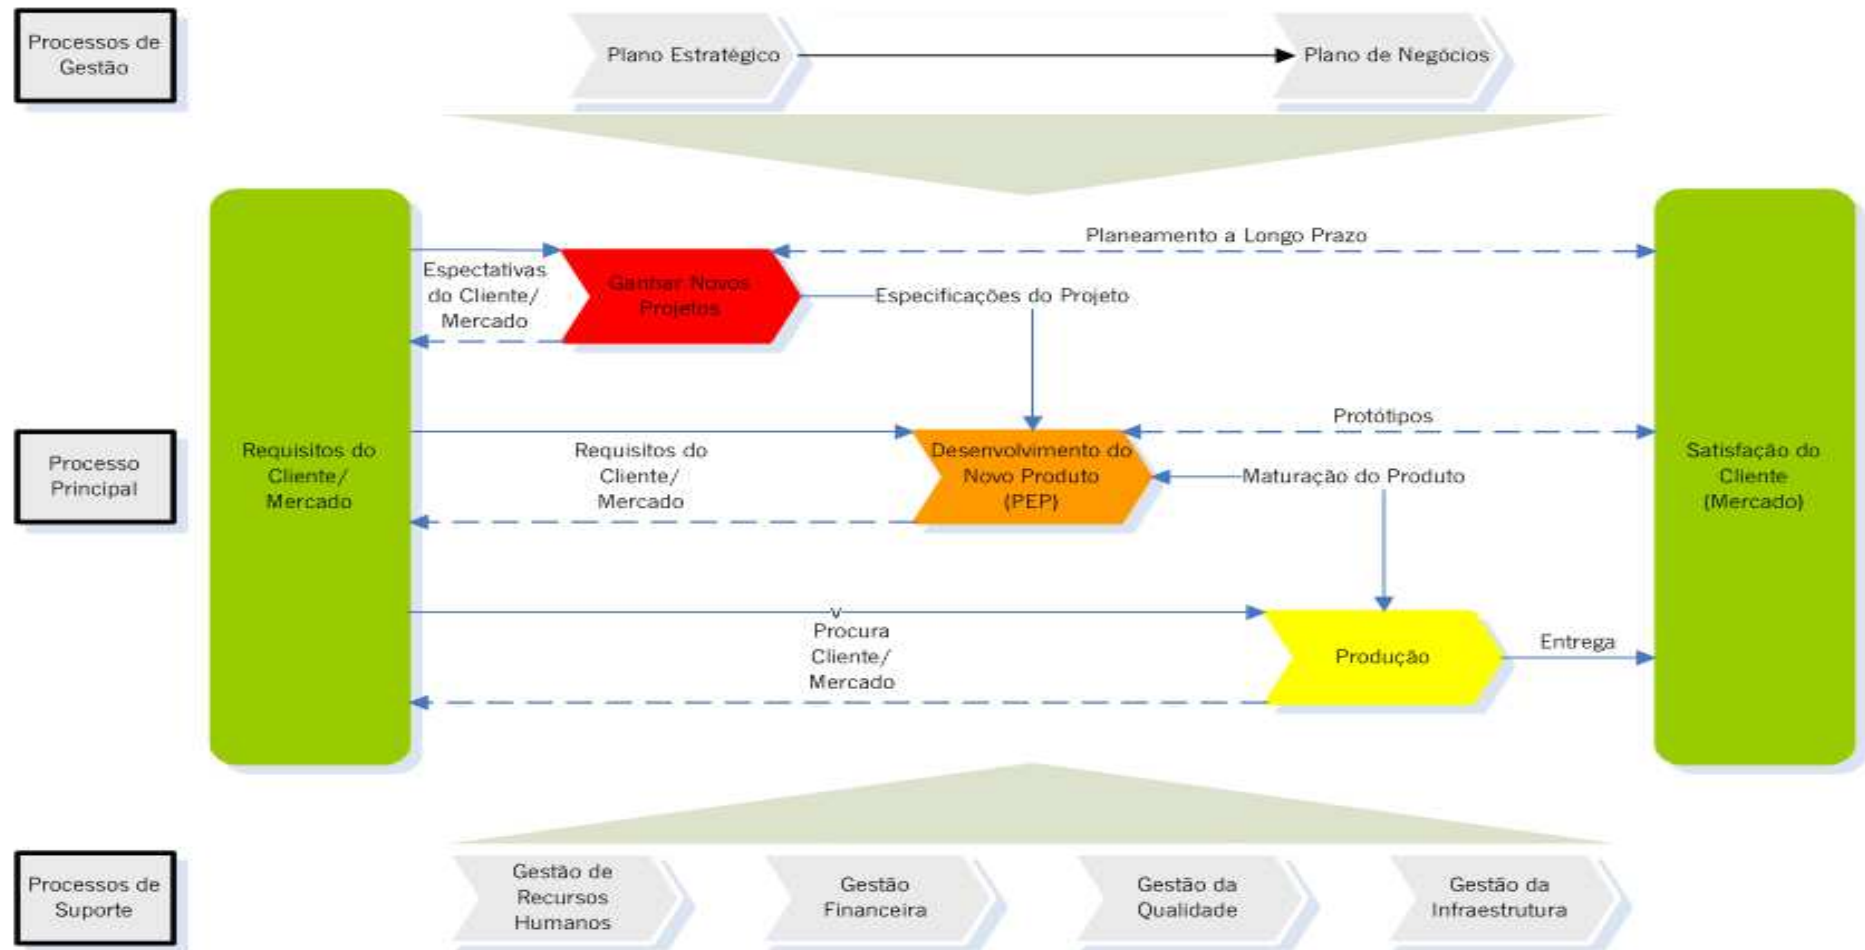 Processos de
Gestão
Plano Estratégico
Plano de Negócios
Planeamento a Longo Prazo
Espectativas
do Cliente/
Mercado
Ganhar Novos
Projetos
Especificações do Projeto
Processo
Principal
Requisitos do
Cliente/
Mercado
Requisitos do
Cliente/
Mercado
Desenvolvimento do
Novo Produto
(PEP)
Protótipos
Maturação do Produto
Satisfação do
Cliente
(Mercado)
v
Procura
Cliente/
Mercado
Produção
Entrega
Processos de
Suporte
Gestão de
Recursos
Humanos
Gestão
Financeira
Gestão da
Qualidade
Gestão da
Infraestrutura